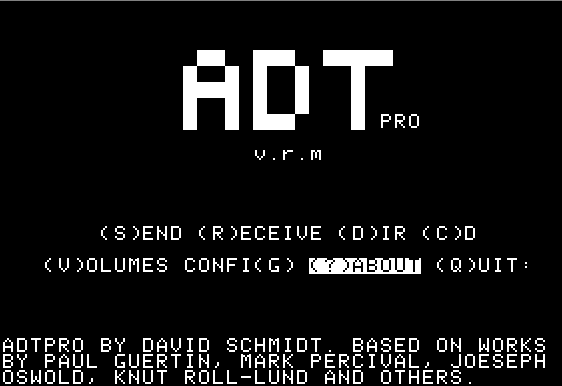 ADT PRO
v.r.m
(S)END (R)ECEIVE (D)IR (C)D
(V)OLUMES CONFI(G) (?)ABOUT (Q)UIT:
ADTPRO BY DAVID SCHMIDT. BASED ON WORKS
BY PAUL GUERTIN, MARK PERCIVAL, JOESEPH
OSWOLD, KNUT ROLL-LUND AND OTHERS.